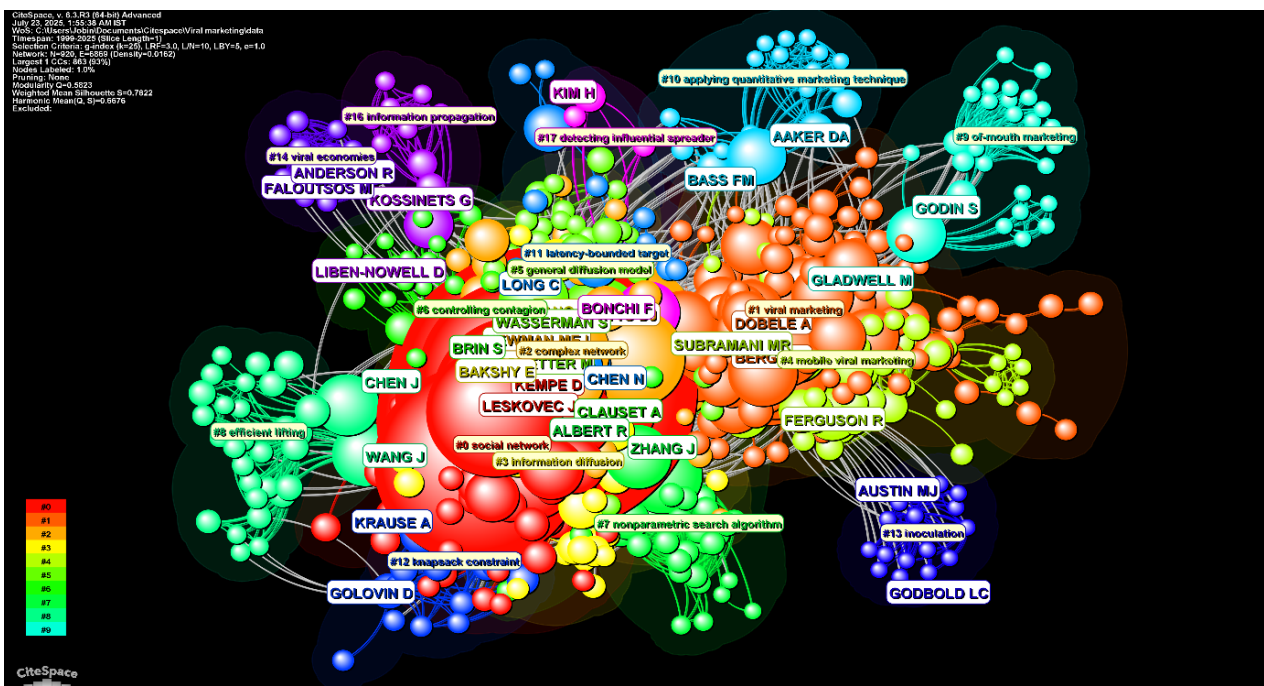 CiteSpace, v. 6.3.R3 (64-bit) Advanced
July 23, 2025, 1:55:38 AM IST
WoS: C:\Users\Jobin\Documents\Citespace\Viral marketing\data
Timespan: 1999-2025 (Slice Length=1)
Selection Criteria: g-index (k=25), LRF=3.0, L/N=10, LBY=5, e=1.0
Network: N=920, E=6869 (Density=0.0162)
Largest 1 CCs: 863 (93%)
Nodes Labeled: 1.0%
Pruning: None
Modularity Q=0.5823
Weighted Mean Silhouette S=0.7822
Harmonic Mean(Q, S)=0.6676
Excluded:
#10 applying quantitative marketing technique
KIM H
#16 information propagation
#17 detecting influential spreader
AAKER DA
#9 of-mouth marketing
#14 viral economies
ANDERSON R
FALOUTSOS M
KOSSINETS G
BASS FM
GODIN S
#11 latency-bounded target
LIBEN-NOWELL D
#5 general diffusion model
LONG C
GLADWELL M
#6 controlling contagion
BONCHI F
#1 viral marketing
WASSERMAN S
DOBELE A
BRIN S
#2 complex network
SUBRAMANI MR
#4 mobile viral marketing
BAKSHY E
CHEN J
KEMPE D
CHEN N
LESKOVEC J
CLAUSET A
FERGUSON R
#8 efficient lifting
ALBERT R
#0 social network
ZHANG J
WANG J
#3 information diffusion
AUSTIN MJ
KRAUSE A
#7 nonparametric search algorithm
#13 inoculation
#12 knapsack constraint
GOLOVIN D
GODBOLD LC
#0
#1
#2
#3
#4
#5
#6
#7
#8
#9
CiteSpace